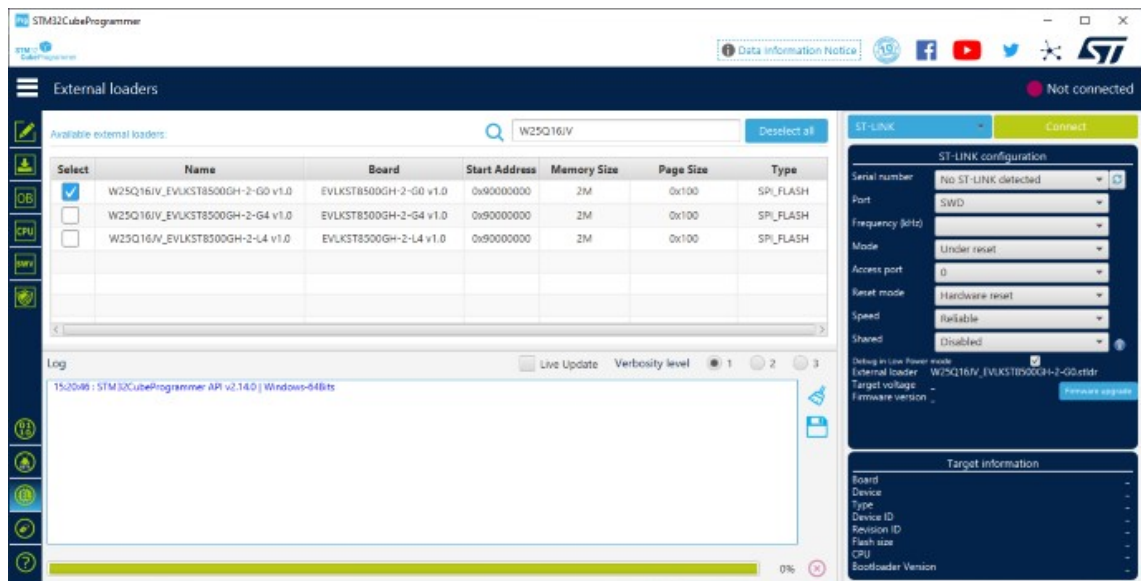 STM32CubeProgrammer
STM32
CubeProgrammer
Data Information Notice
External loaders
Not connected
Available external loaders:
W25Q16JV
Deselect all
Select Name Board Start Address Memory Size Page Size Type
W25Q16JV_EVLKST8500GH-2-G0 v1.0 EVLKST8500GH-2-G0 v1.0 0x90000000 2M 0x100 SPI_FLASH
W25Q16JV_EVLKST8500GH-2-G4 v1.0 EVLKST8500GH-2-G4 v1.0 0x90000000 2M 0x100 SPI_FLASH
W25Q16JV_EVLKST8500GH-2-L4 v1.0 EVLKST8500GH-2-L4 v1.0 0x90000000 2M 0x100 SPI_FLASH
OB
CPU
SWV
Log
Live Update Verbosity level 1 2 3
15:20:46 : STM32CubeProgrammer API v2.14.0 | Windows-64Bits
0%
ST-LINK Connect
ST-LINK configuration
Serial number No ST-LINK detected
Port SWD
Frequency (kHz)
Mode Under reset
Access port 0
Reset mode Hardware reset
Speed Reliable
Shared Disabled
Debug in Low Power mode
External loader W25Q16JV_EVLKST8500GH-2-G0.stldr
Target voltage _
Firmware version _
Firmware upgrade
Target information
Board _
Device _
Type _
Device ID _
Revision ID _
Flash size _
CPU _
Bootloader Version _